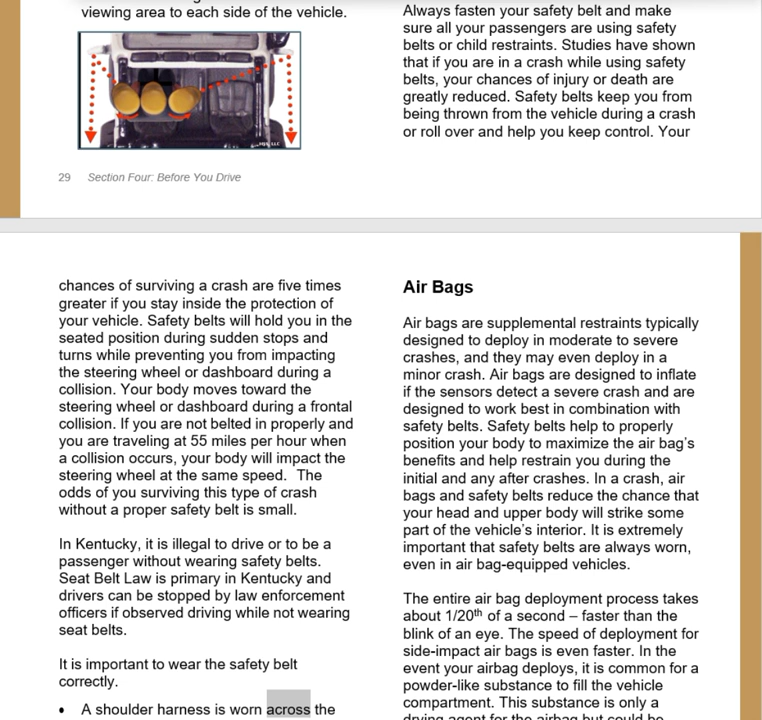 viewing area to each side of the vehicle.
29 Section Four: Before You Drive
Always fasten your safety belt and make
sure all your passengers are using safety
belts or child restraints. Studies have shown
that if you are in a crash while using safety
belts, your chances of injury or death are
greatly reduced. Safety belts keep you from
being thrown from the vehicle during a crash
or roll over and help you keep control. Your
chances of surviving a crash are five times
greater if you stay inside the protection of
your vehicle. Safety belts will hold you in the
seated position during sudden stops and
turns while preventing you from impacting
the steering wheel or dashboard during a
collision. Your body moves toward the
steering wheel or dashboard during a frontal
collision. If you are not belted in properly and
you are traveling at 55 miles per hour when
a collision occurs, your body will impact the
steering wheel at the same speed. The
odds of you surviving this type of crash
without a proper safety belt is small.
In Kentucky, it is illegal to drive or to be a
passenger without wearing safety belts.
Seat Belt Law is primary in Kentucky and
drivers can be stopped by law enforcement
officers if observed driving while not wearing
seat belts.
It is important to wear the safety belt
correctly.
• A shoulder harness is worn across the
Air Bags
Air bags are supplemental restraints typically
designed to deploy in moderate to severe
crashes, and they may even deploy in a
minor crash. Air bags are designed to inflate
if the sensors detect a severe crash and are
designed to work best in combination with
safety belts. Safety belts help to properly
position your body to maximize the air bag's
benefits and help restrain you during the
initial and any after crashes. In a crash, air
bags and safety belts reduce the chance that
your head and upper body will strike some
part of the vehicle's interior. It is extremely
important that safety belts are always worn,
even in air bag-equipped vehicles.
The entire air bag deployment process takes
about 1/20th of a second – faster than the
blink of an eye. The speed of deployment for
side-impact air bags is even faster. In the
event your airbag deploys, it is common for a
powder-like substance to fill the vehicle
compartment. This substance is only a
drying agent for the airbag but could be